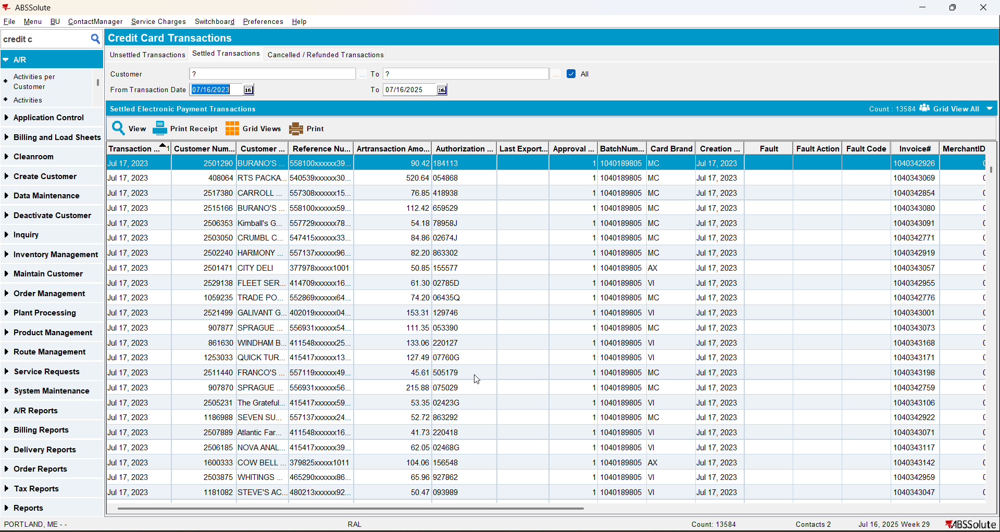 ABSSolute
File Menu BU ContactManager Service Charges Switchboard Preferences Help
credit c
Credit Card Transactions
Unsettled Transactions Settled Transactions Cancelled / Refunded Transactions
Customer ? ... To ? ... All
From Transaction Date 07/16/2023 16 To 07/16/2025 16
Settled Electronic Payment Transactions Count : 13584 Grid View All
View Print Receipt Grid Views Print
A/R
Activities per
Customer
Activities
Application Control
Billing and Load Sheets
Cleanroom
Create Customer
Data Maintenance
Deactivate Customer
Inquiry
Inventory Management
Maintain Customer
Order Management
Plant Processing
Product Management
Route Management
Service Requests
System Maintenance
A/R Reports
Billing Reports
Delivery Reports
Order Reports
Tax Reports
Reports
Transaction ... 1 Customer Num... Customer ... Reference Nu... Artransaction Amo... Authorization ... Last Export... Approval ... BatchNum... Card Brand Creation ... Fault Fault Action Fault Code Invoice# MerchantID
Jul 17, 2023 2501290 BURANO'S ... 558100xxxxxx39... 90.42 184113 1 1040189805 MC Jul 17, 2023 1040342926
Jul 17, 2023 408064 RTS PACKA... 540539xxxxxx30... 520.64 054868 1 1040189805 MC Jul 17, 2023 1040343069
Jul 17, 2023 2517380 CARROLL ... 557308xxxxxx15... 76.85 418938 1 1040189805 MC Jul 17, 2023 1040342854
Jul 17, 2023 2515166 BURANO'S ... 558100xxxxxx59... 112.42 659529 1 1040189805 MC Jul 17, 2023 1040343080
Jul 17, 2023 2506353 Kimball's G... 557729xxxxxx78... 54.18 78958J 1 1040189805 MC Jul 17, 2023 1040343091
Jul 17, 2023 2503050 CRUMBL C... 547415xxxxxx33... 84.86 02674J 1 1040189805 MC Jul 17, 2023 1040342771
Jul 17, 2023 2502240 HARMONY ... 557137xxxxxx96... 82.20 863302 1 1040189805 MC Jul 17, 2023 1040342919
Jul 17, 2023 2501471 CITY DELI 377978xxxxx1001 50.85 155577 1 1040189805 AX Jul 17, 2023 1040343057
Jul 17, 2023 2529138 FLEET SER... 414709xxxxxx16... 61.30 02785D 1 1040189805 VI Jul 17, 2023 1040342955
Jul 17, 2023 1059235 TRADE PO... 552869xxxxxx64... 74.20 06435Q 1 1040189805 MC Jul 17, 2023 1040342776
Jul 17, 2023 2521499 GALIVANT G... 402019xxxxxx04... 153.31 129746 1 1040189805 VI Jul 17, 2023 1040343001
Jul 17, 2023 907877 SPRAGUE ... 556931xxxxxx54... 111.35 053390 1 1040189805 MC Jul 17, 2023 1040343073
Jul 17, 2023 861630 WINDHAM B... 411548xxxxxx25... 133.06 220127 1 1040189805 VI Jul 17, 2023 1040343168
Jul 17, 2023 1253033 QUICK TUR... 415417xxxxxx13... 127.49 07760G 1 1040189805 VI Jul 17, 2023 1040343171
Jul 17, 2023 2511440 FRANCO'S ... 557119xxxxxx49... 45.61 505179 1 1040189805 MC Jul 17, 2023 1040343198
Jul 17, 2023 907870 SPRAGUE ... 556931xxxxxx56... 215.88 075029 1 1040189805 MC Jul 17, 2023 1040342759
Jul 17, 2023 2505231 The Grateful... 415417xxxxxx59... 53.35 02423G 1 1040189805 VI Jul 17, 2023 1040343106
Jul 17, 2023 1186988 SEVEN SU... 557137xxxxxx24... 52.72 863292 1 1040189805 MC Jul 17, 2023 1040342922
Jul 17, 2023 2507889 Atlantic Far... 411548xxxxxx16... 41.73 220418 1 1040189805 VI Jul 17, 2023 1040343071
Jul 17, 2023 2506185 NOVA ANAL... 415417xxxxxx39... 62.05 02468G 1 1040189805 VI Jul 17, 2023 1040343117
Jul 17, 2023 1600333 COW BELL ... 379825xxxxx1011 104.06 156548 1 1040189805 AX Jul 17, 2023 1040343142
Jul 17, 2023 2503875 WHITINGS ... 465290xxxxxx86... 65.96 927862 1 1040189805 VI Jul 17, 2023 1040342959
Jul 17, 2023 1181082 STEVE'S AC... 480213xxxxxx92... 50.47 093989 1 1040189805 VI Jul 17, 2023 1040343047
PORTLAND, ME - - RAL Count: 13584 Contacts 2 Jul 16, 2025 Week 29 ABSSolute